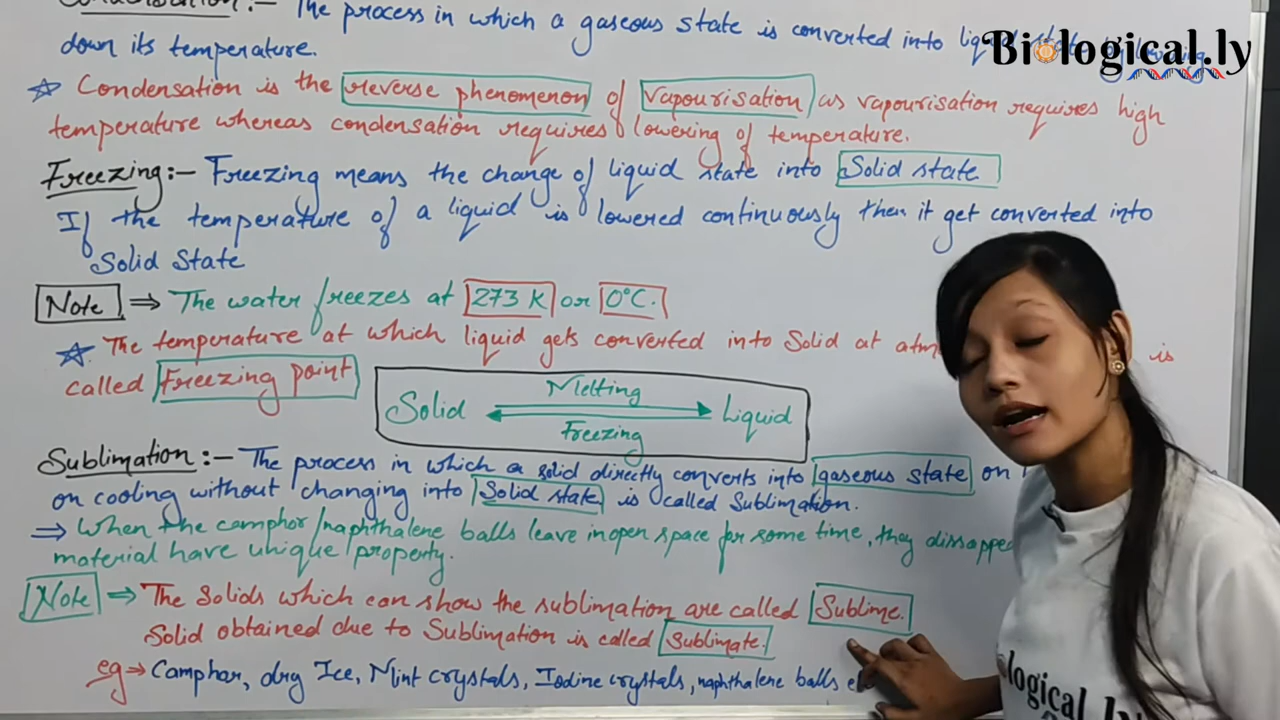 :- The process in which a gaseous state is converted into
Biological.ly
down its temperature.
☆ Condensation is the reverse phenomenon of vapourisation as vapourisation requires high
temperature whereas condensation requires lowering of temperature.
Freezing:- Freezing means the change of liquid state into Solid state
If the temperature of a liquid is lowered continuously then it get converted into
Solid State
Note ⇒ The water freezes at 273 K or 0°C.
☆ The temperature at which liquid gets converted into Solid at is
called Freezing point
Melting
Solid Liquid
Freezing
Sublimation:- The process in which a solid directly converts into gaseous state on
on cooling without changing into Solid state is called Sublimation.
⇒ When the camphor/naphthalene balls leave in open space for some time, they
material have unique property.
Note ⇒ The Solids which can show the sublimation are called Sublime.
Solid obtained due to Sublimation is called Sublimate.
eg → Camphar, dry Ice, Mint crystals, Iodine crystals, naphthalene balls
ological.ly